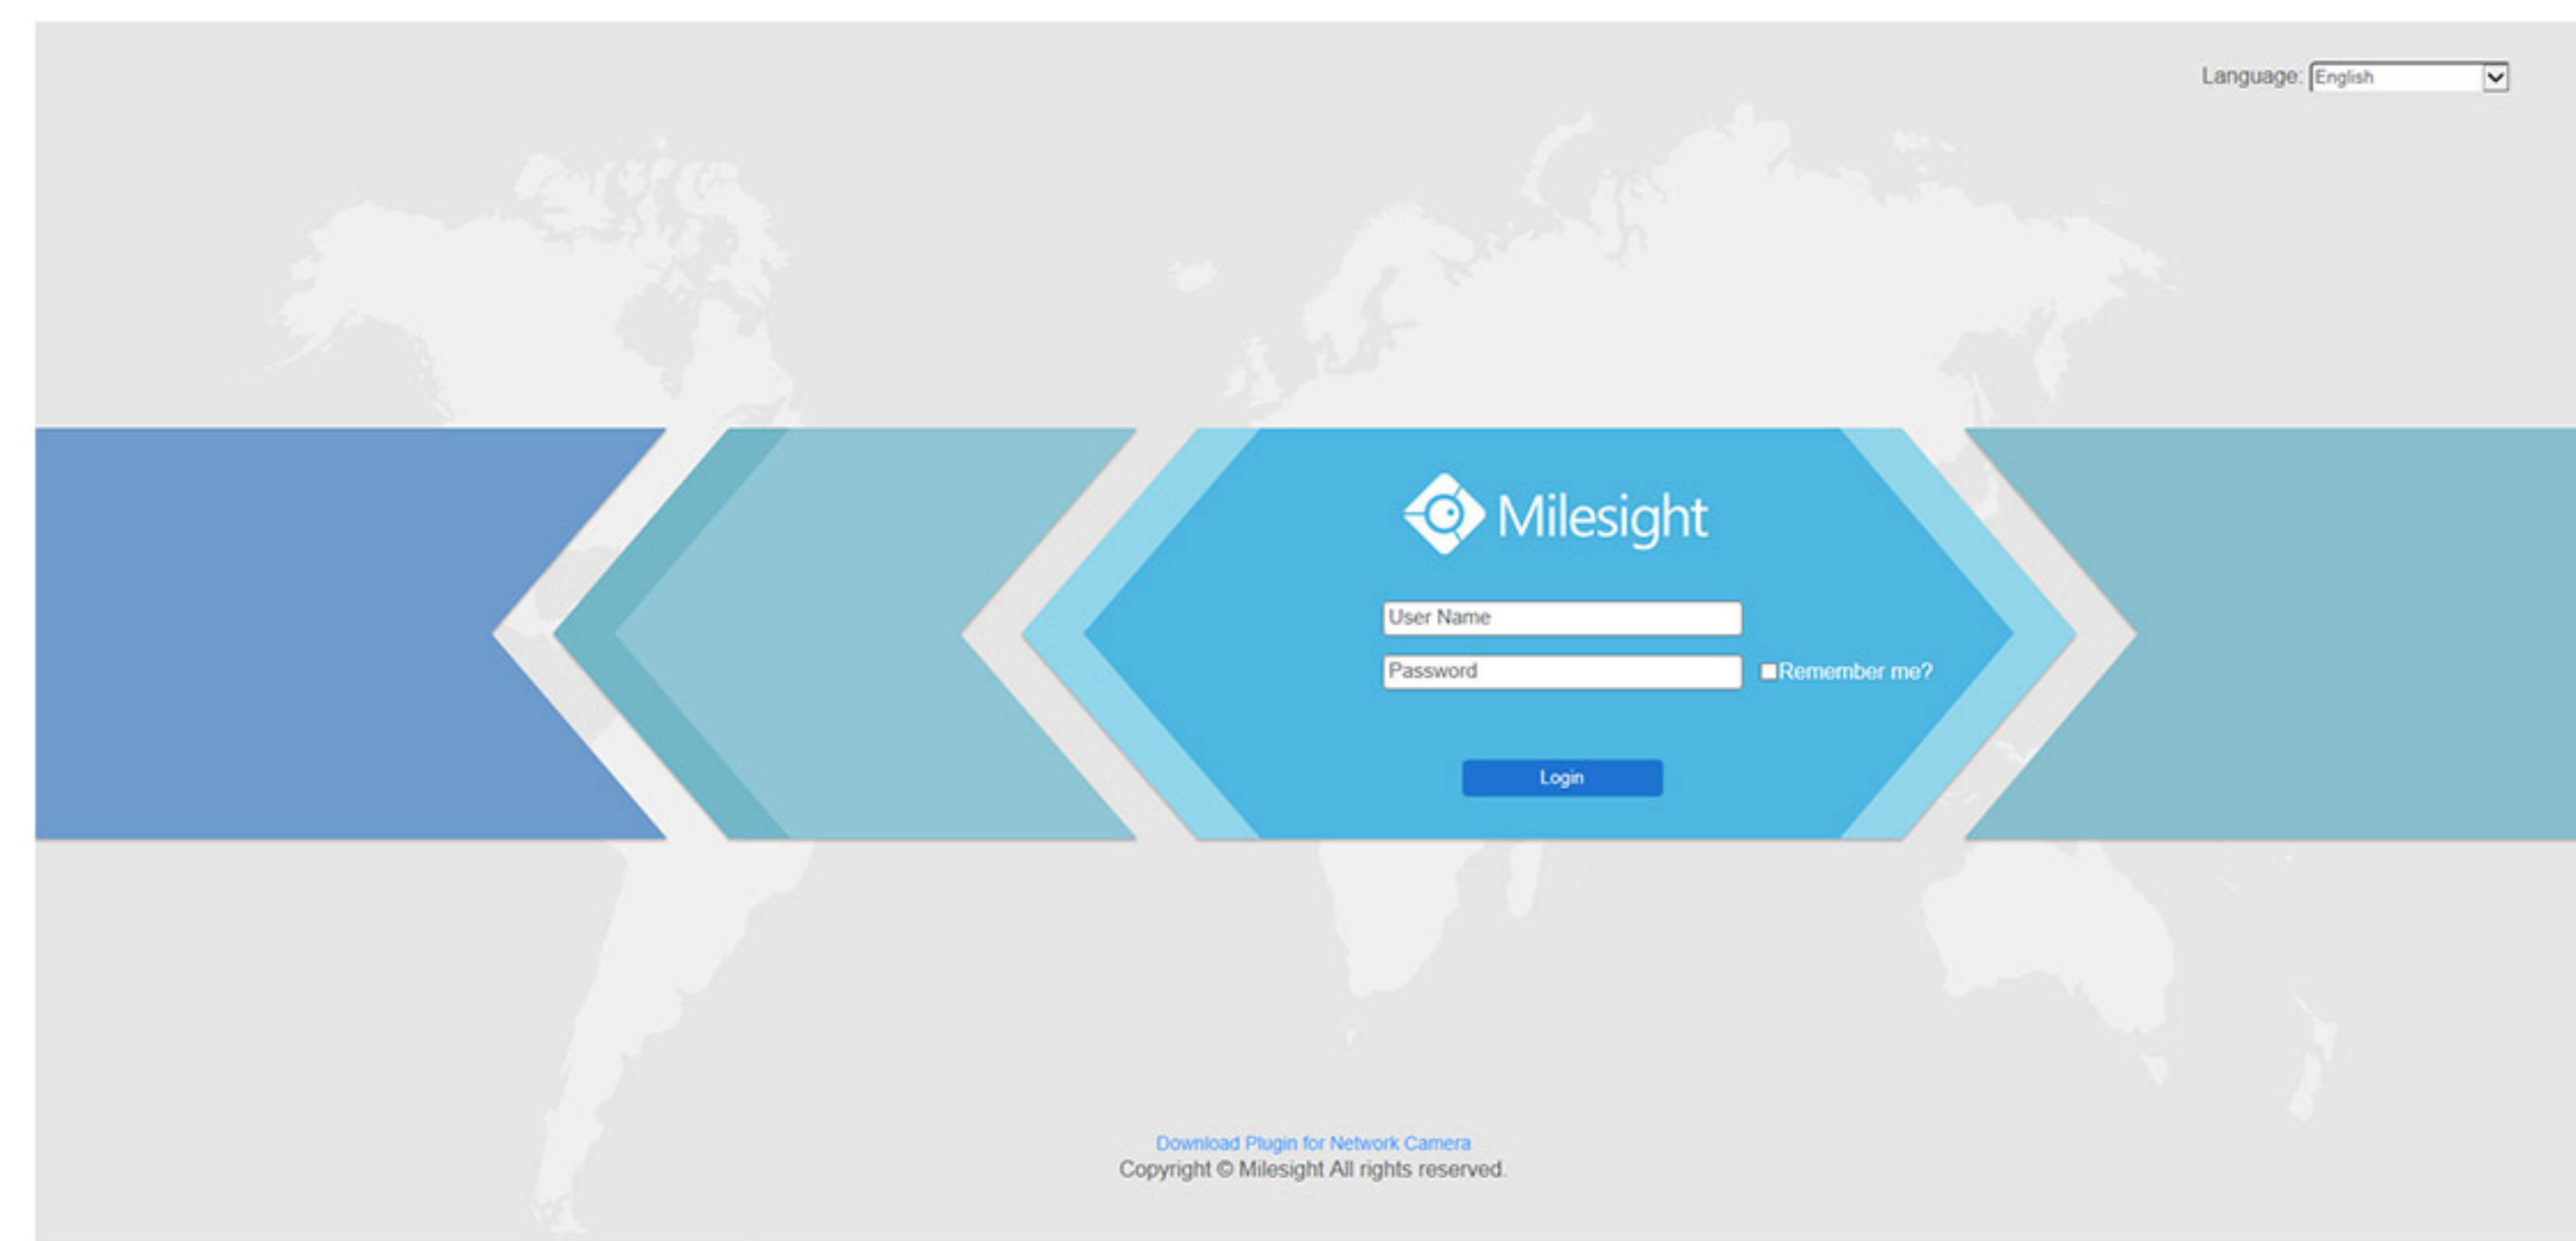 Language: English
Milesight
User Name
Password
Remember me?
Login
Download Plugin for Network Camera
Copyright © Milesight All rights reserved.